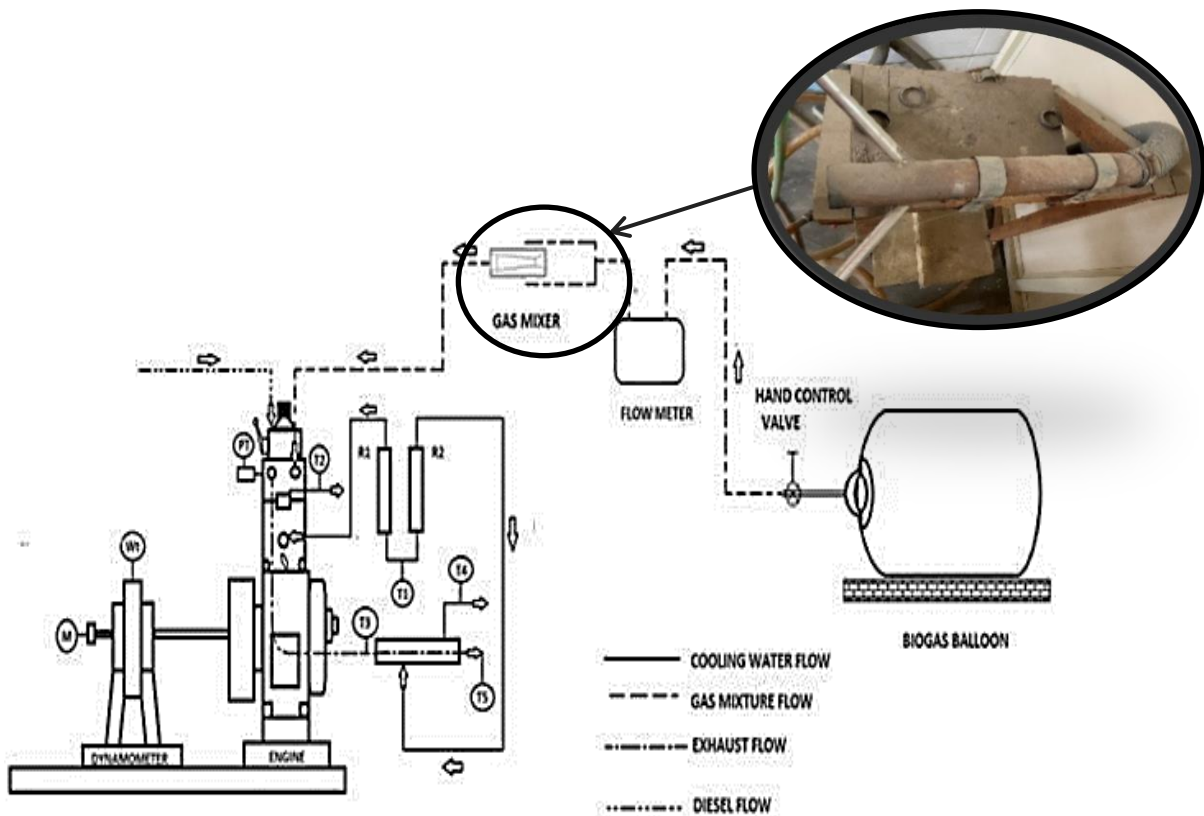 GAS MIXER
FLOW METER
HAND CONTROL
VALVE
PT
T2
R1
R2
Wt
T1
T4
M
T3
T5
BIOGAS BALLOON
COOLING WATER FLOW
GAS MIXTURE FLOW
EXHAUST FLOW
DIESEL FLOW
DYNAMOMETER
ENGINE